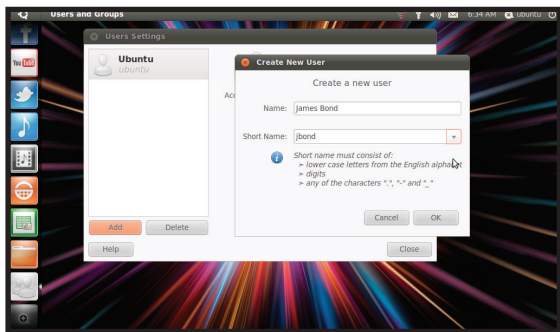 Users and Groups
6:34 AM
ubuntu
You Tube
Users Settings
Ubuntu
ubuntu
Create New User
Create a new user
Name:
James Bond
Short Name:
jbond
Short name must consist of:
➢ lower case letters from the English alphabet
➢ digits
➢ any of the characters ".", "-" and "_"
Cancel
OK
Add
Delete
Help
Close